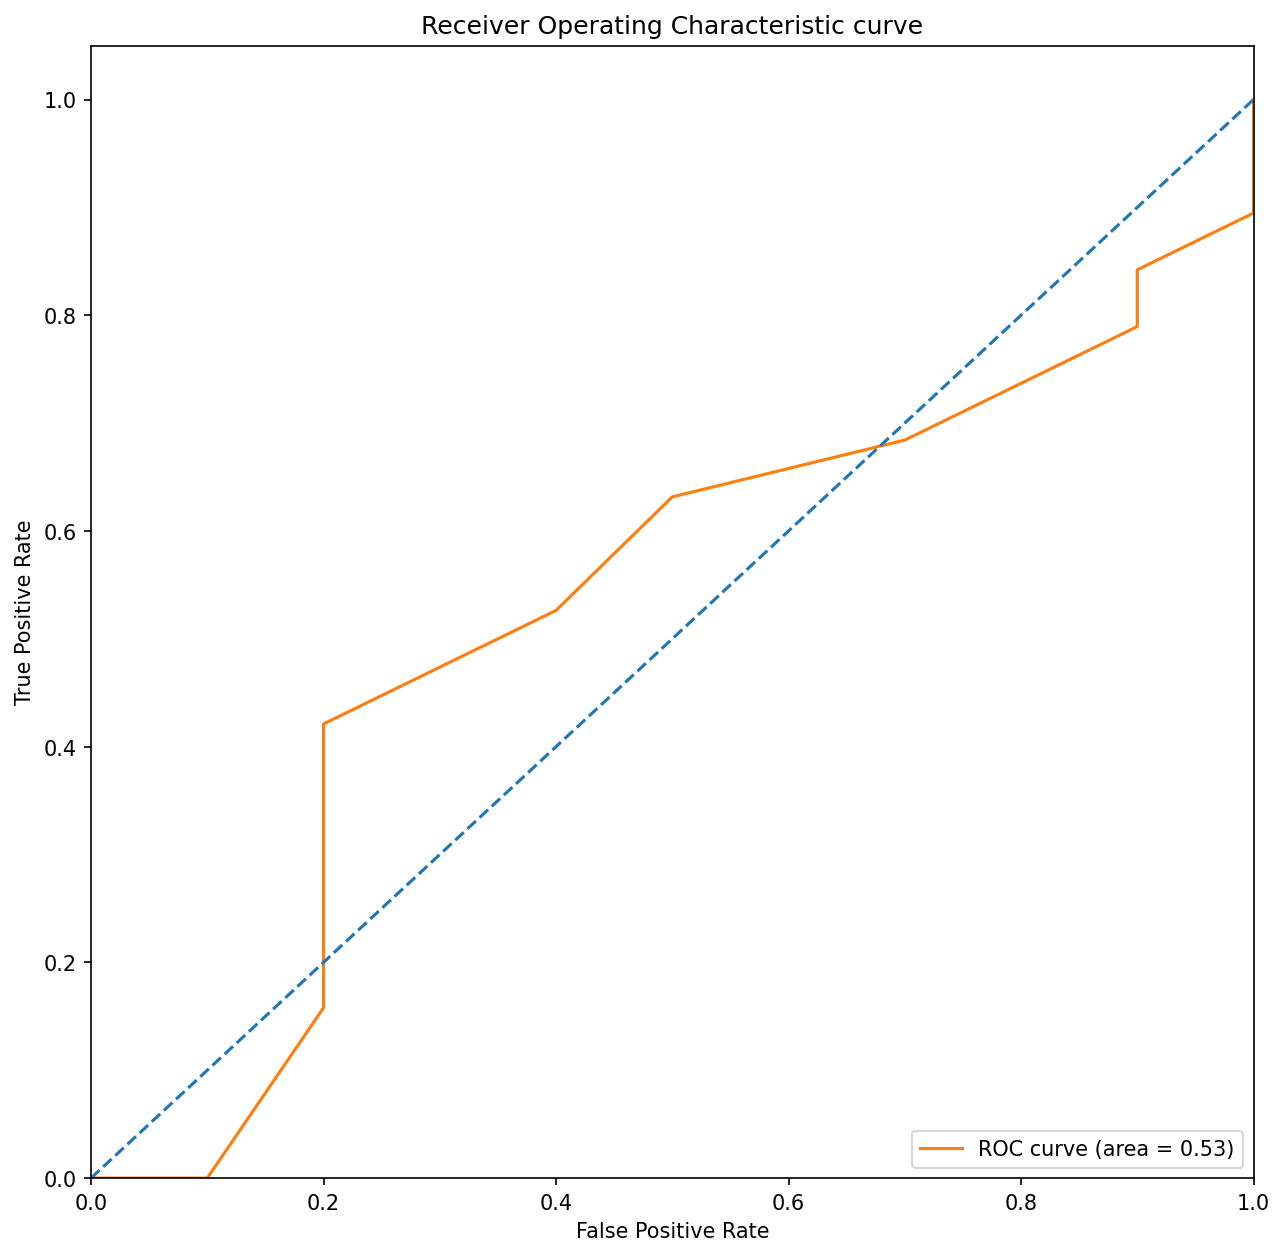 Receiver Operating Characteristic curve
True Positive Rate
1.0
0.8
0.6
0.4
0.2
0.0
ROC curve (area = 0.53)
0.0 0.2 0.4 0.6 0.8 1.0
False Positive Rate